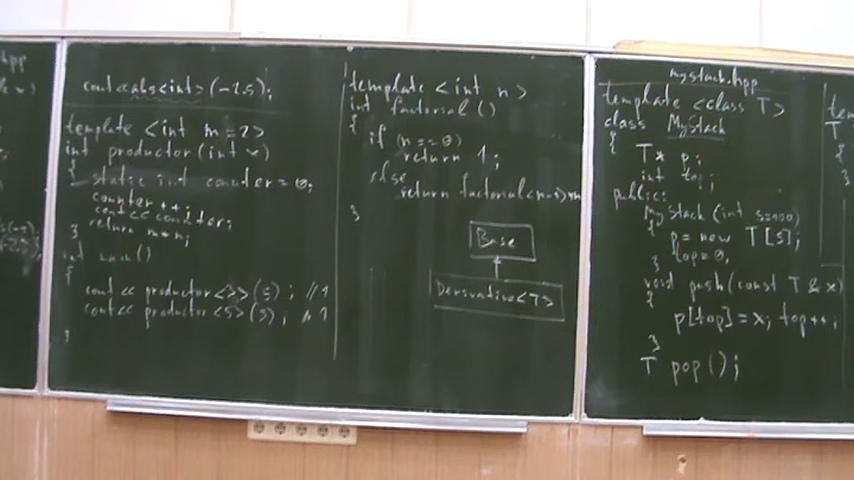 hpp
cout << abs<int>(-2.5);
template <int m=2>
int productor(int x)
{
static int counter = 0;
counter++;
cout << counter;
return m*x;
}
int main()
{
cout << productor<3>(5); // 1
cout << productor<5>(5); // 1
}
template <int n>
int factorial()
{
if (n == 0)
return 1;
else
return factorial<n-1>*n
}
Base
Derivative<T>
mystack.hpp
template <class T>
class MyStack
{
T* p;
int top;
public:
MyStack(int s=100)
{
p = new T[s];
top=0;
}
void push(const T & x)
{
p[top]=x; top++;
}
T pop();
tem
T
{
}